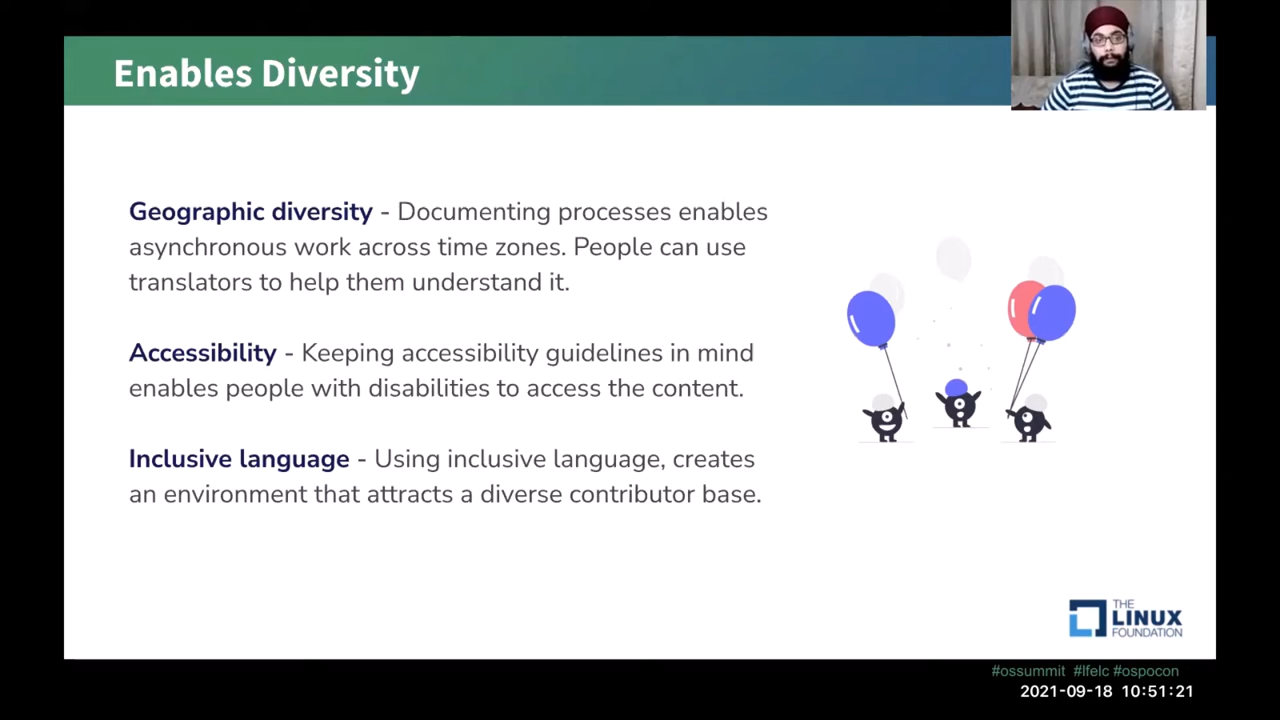 Enables Diversity
Geographic diversity - Documenting processes enables
asynchronous work across time zones. People can use
translators to help them understand it.
Accessibility - Keeping accessibility guidelines in mind
enables people with disabilities to access the content.
Inclusive language - Using inclusive language, creates
an environment that attracts a diverse contributor base.
THE
LINUX
FOUNDATION
#ossummit #lfelc #ospocon
2021-09-18 10:51:21